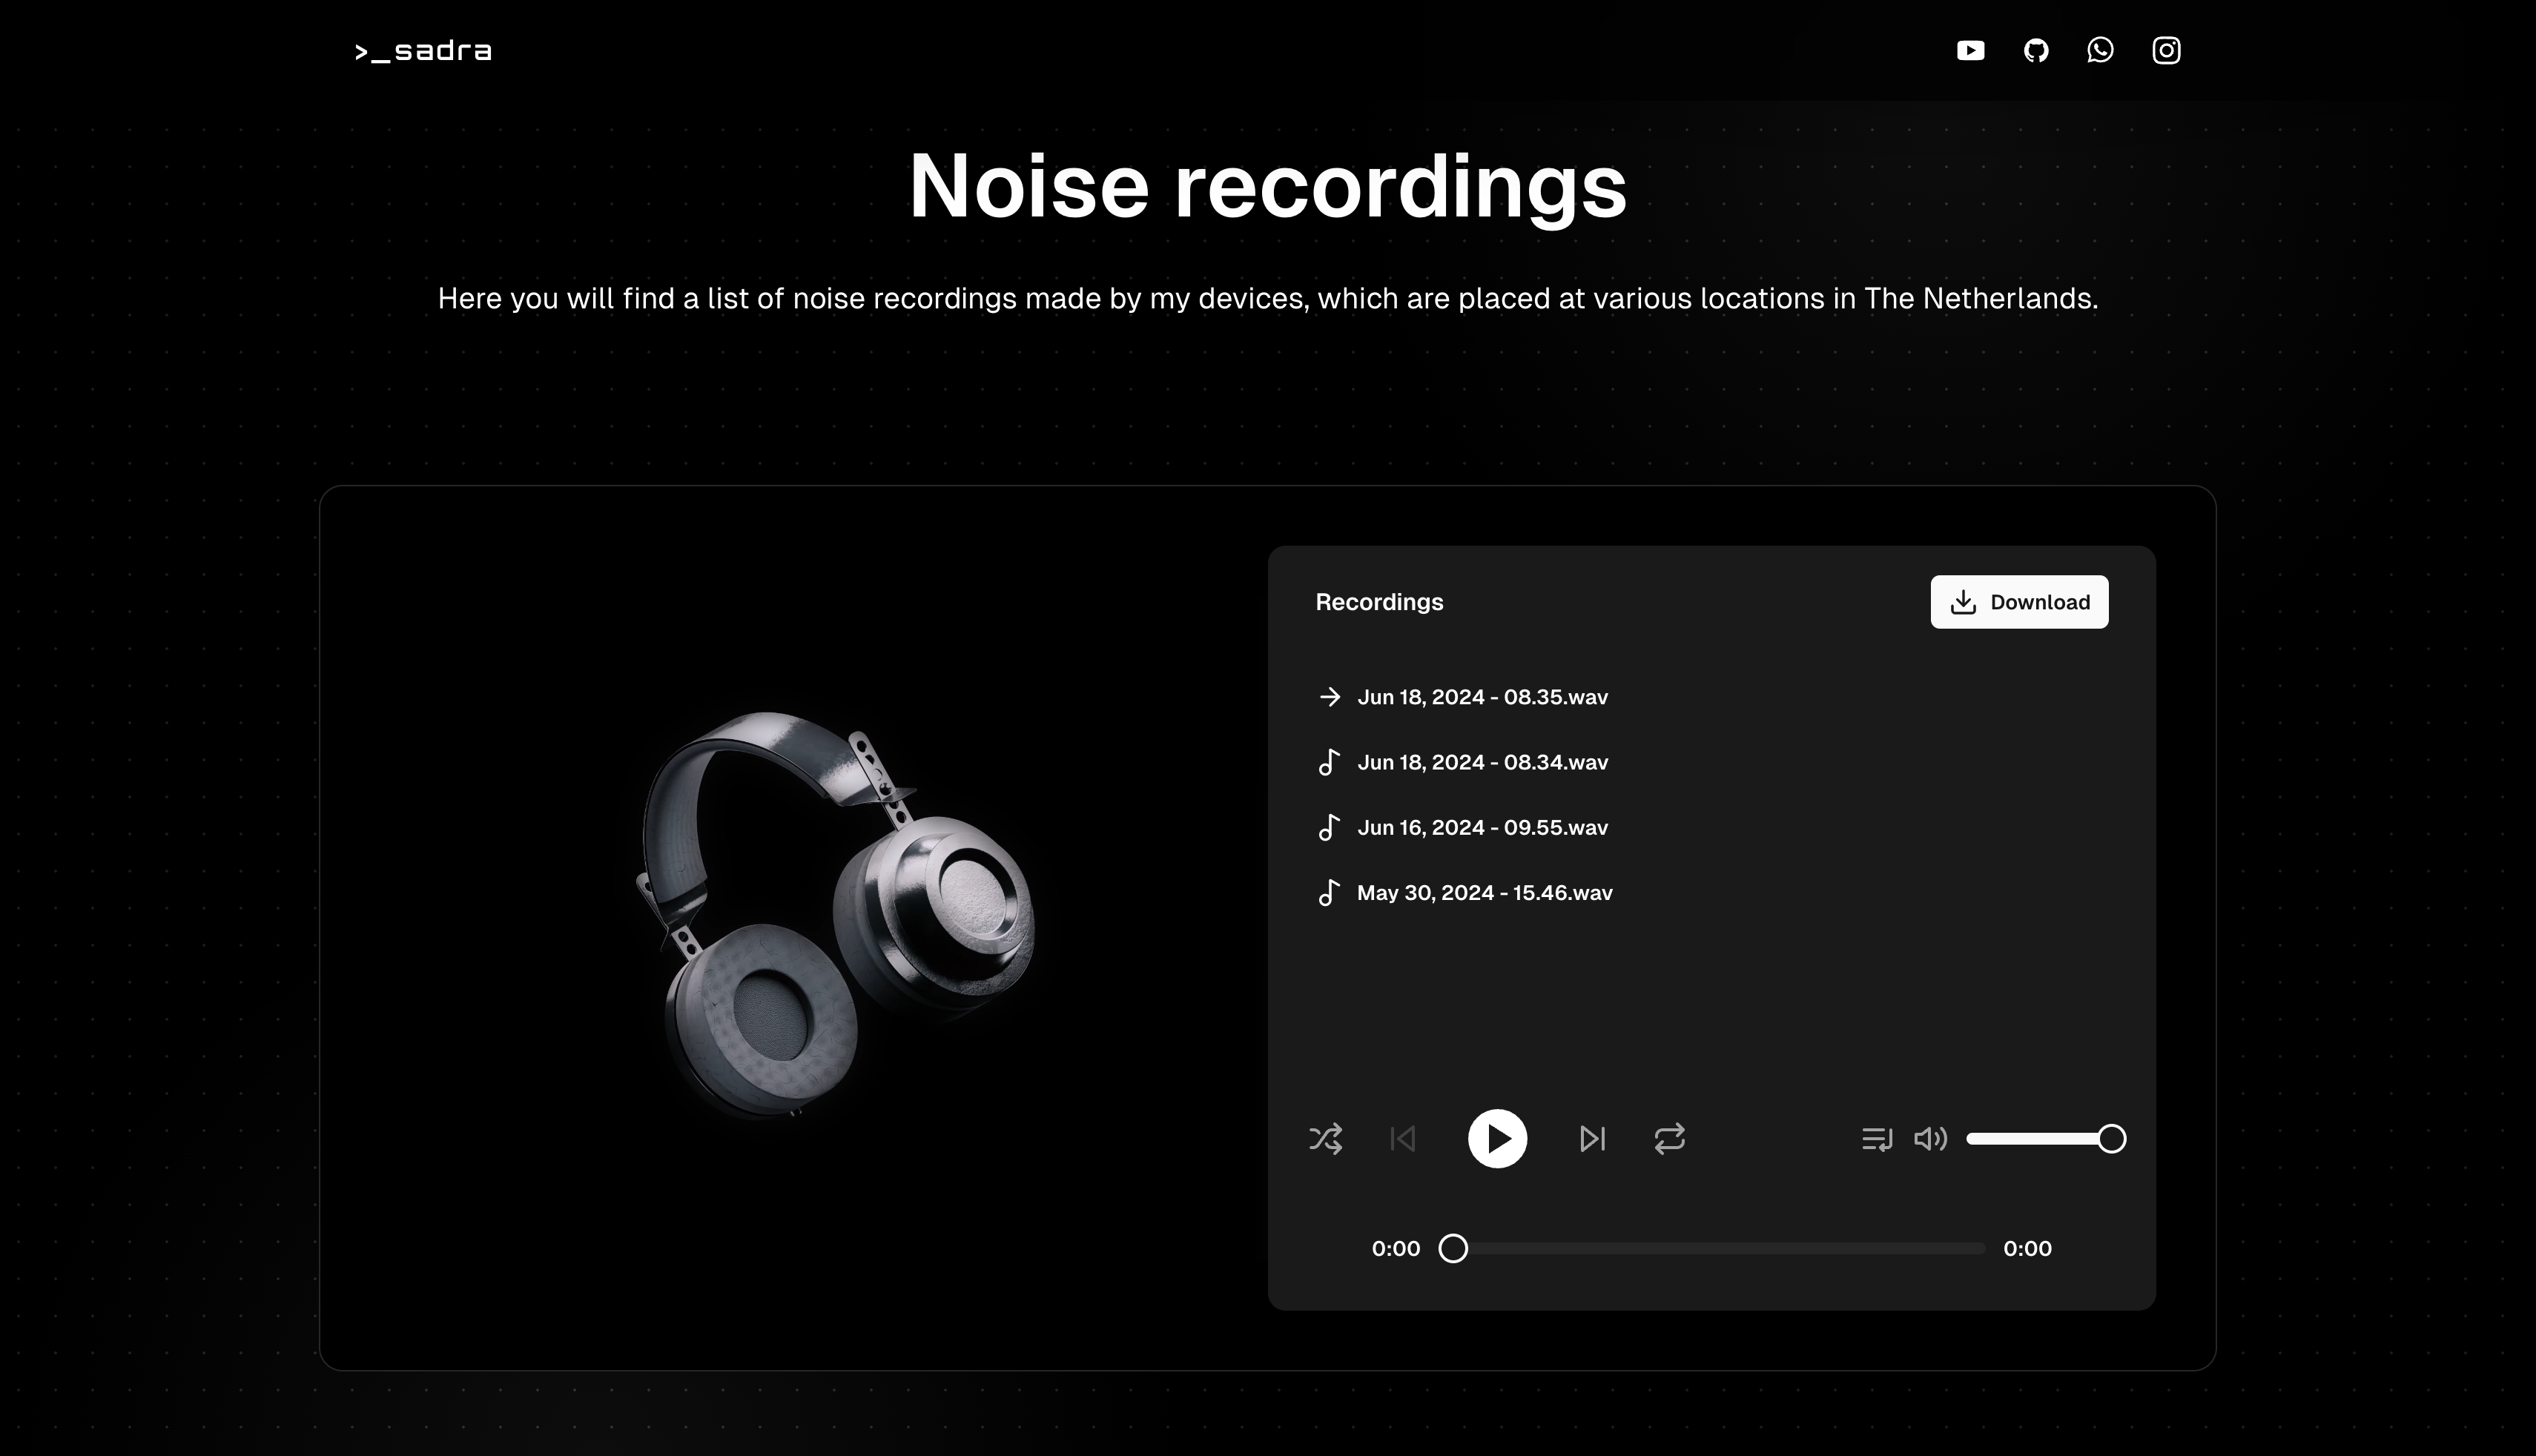 >_sadra
Noise recordings
Here you will find a list of noise recordings made by my devices, which are placed at various locations in The Netherlands.
Recordings
Download
Jun 18, 2024 - 08.35.wav
Jun 18, 2024 - 08.34.wav
Jun 16, 2024 - 09.55.wav
May 30, 2024 - 15.46.wav
0:00
0:00